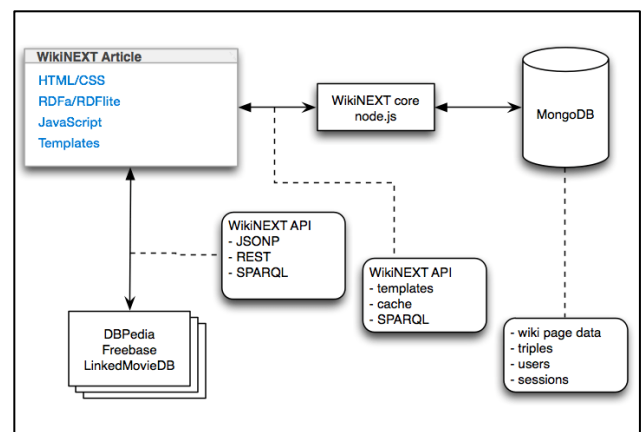 WikiNEXT Article
HTML/CSS
RDFa/RDFlite
JavaScript
Templates
WikiNEXT core
node.js
MongoDB
WikiNEXT API
- JSONP
- REST
- SPARQL
WikiNEXT API
- templates
- cache
- SPARQL
DBPedia
Freebase
LinkedMovieDB
- wiki page data
- triples
- users
- sessions